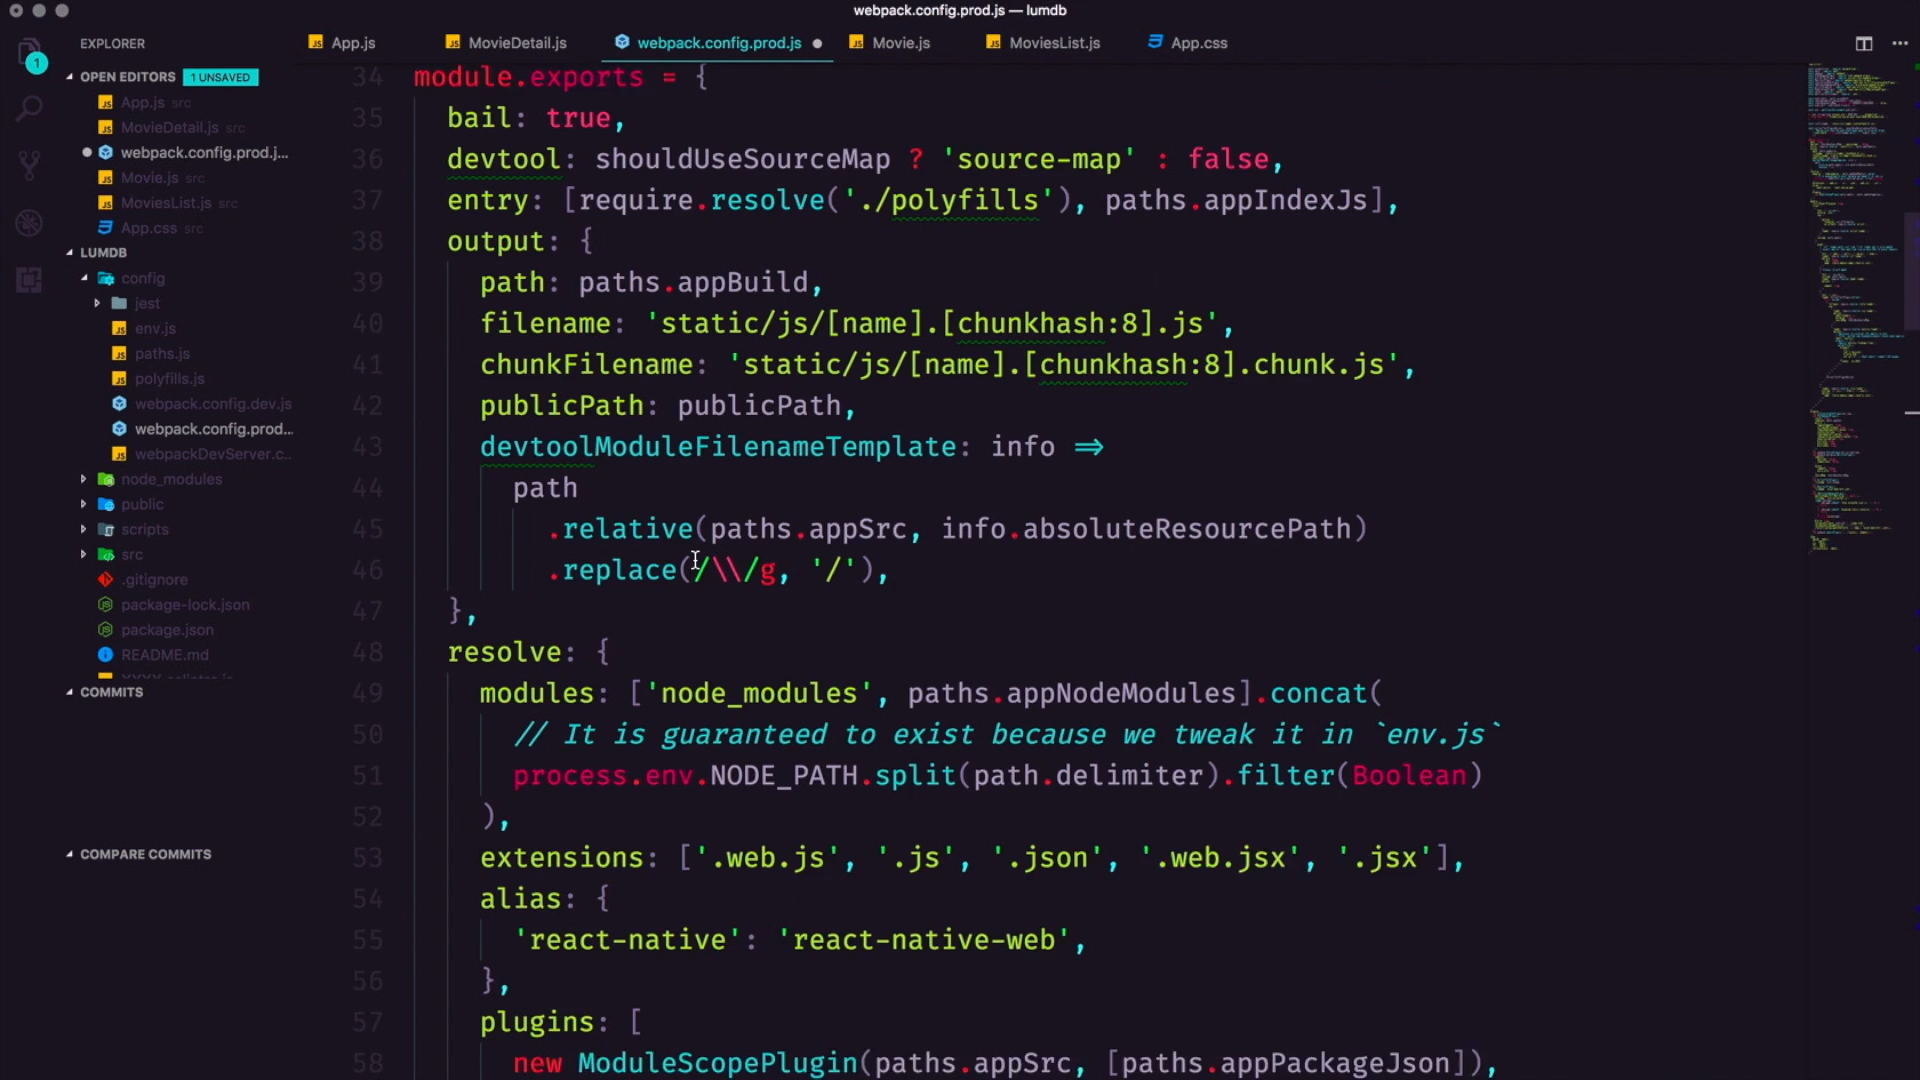 webpack.config.prod.js — lumdb
EXPLORER
App.js
MovieDetail.js
webpack.config.prod.js
Movie.js
MoviesList.js
App.css
1
OPEN EDITORS
1 UNSAVED
App.js src
MovieDetail.js src
webpack.config.prod.j...
Movie.js src
MoviesList.js src
App.css src
LUMDB
config
jest
env.js
paths.js
polyfills.js
webpack.config.dev.js
webpack.config.prod...
webpackDevServer.c...
node_modules
public
scripts
src
.gitignore
package-lock.json
package.json
README.md
COMMITS
COMPARE COMMITS
34 module.exports = {
35 bail: true,
36 devtool: shouldUseSourceMap ? 'source-map' : false,
37 entry: [require.resolve('./polyfills'), paths.appIndexJs],
38 output: {
39 path: paths.appBuild,
40 filename: 'static/js/[name].[chunkhash:8].js',
41 chunkFilename: 'static/js/[name].[chunkhash:8].chunk.js',
42 publicPath: publicPath,
43 devtoolModuleFilenameTemplate: info =>
44 path
45 .relative(paths.appSrc, info.absoluteResourcePath)
46 .replace(/\\/g, '/'),
47 },
48 resolve: {
49 modules: ['node_modules', paths.appNodeModules].concat(
50 // It is guaranteed to exist because we tweak it in `env.js`
51 process.env.NODE_PATH.split(path.delimiter).filter(Boolean)
52 ),
53 extensions: ['.web.js', '.js', '.json', '.web.jsx', '.jsx'],
54 alias: {
55 'react-native': 'react-native-web',
56 },
57 plugins: [
58 new ModuleScopePlugin(paths.appSrc, [paths.appPackageJson]),